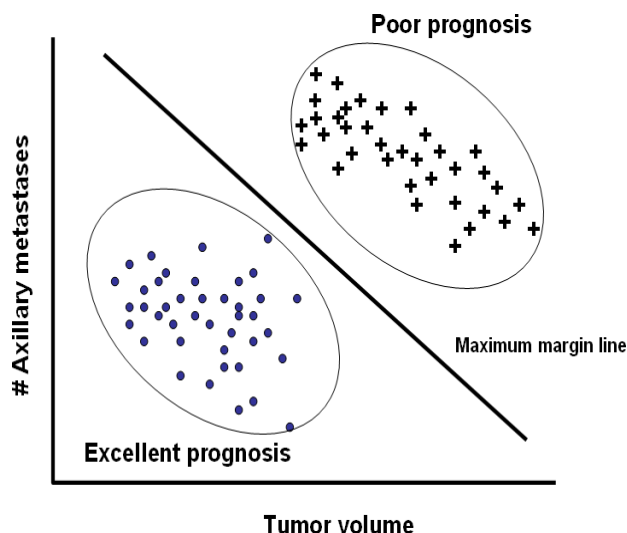 Poor prognosis
# Axillary metastases
Maximum margin line
Excellent prognosis
Tumor volume